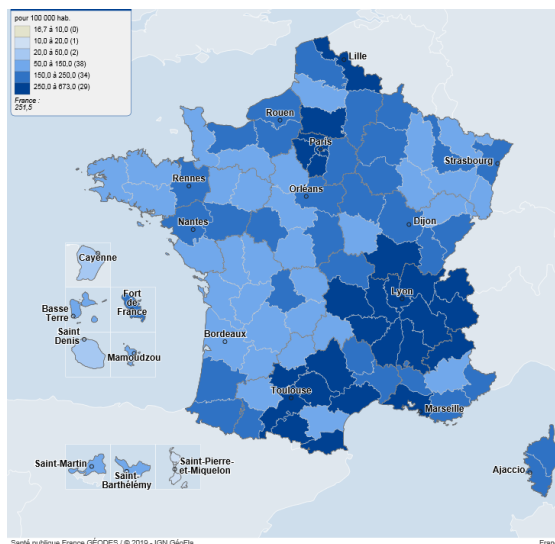 pour 100 000 hab.
16,7 à 10,0 (0)
10,0 à 20,0 (1)
20,0 à 50,0 (2)
50,0 à 150,0 (38)
150,0 à 250,0 (34)
250,0 à 673,0 (29)
France :
251,5
Lille
Rouen
Paris
Strasbourg
Rennes
Orléans
Nantes
Dijon
Cayenne
Lyon
Basse
Terre
Fort
de-
France
Saint
Denis
Mamoudzou
Bordeaux
Toulouse
Marseille
Saint-Martin
Saint-
Barthélémy
Saint-Pierre
et-Miquelon
Ajaccio
Santé publique France GÉODES / © 2019 - IGN GéoFla
Fran